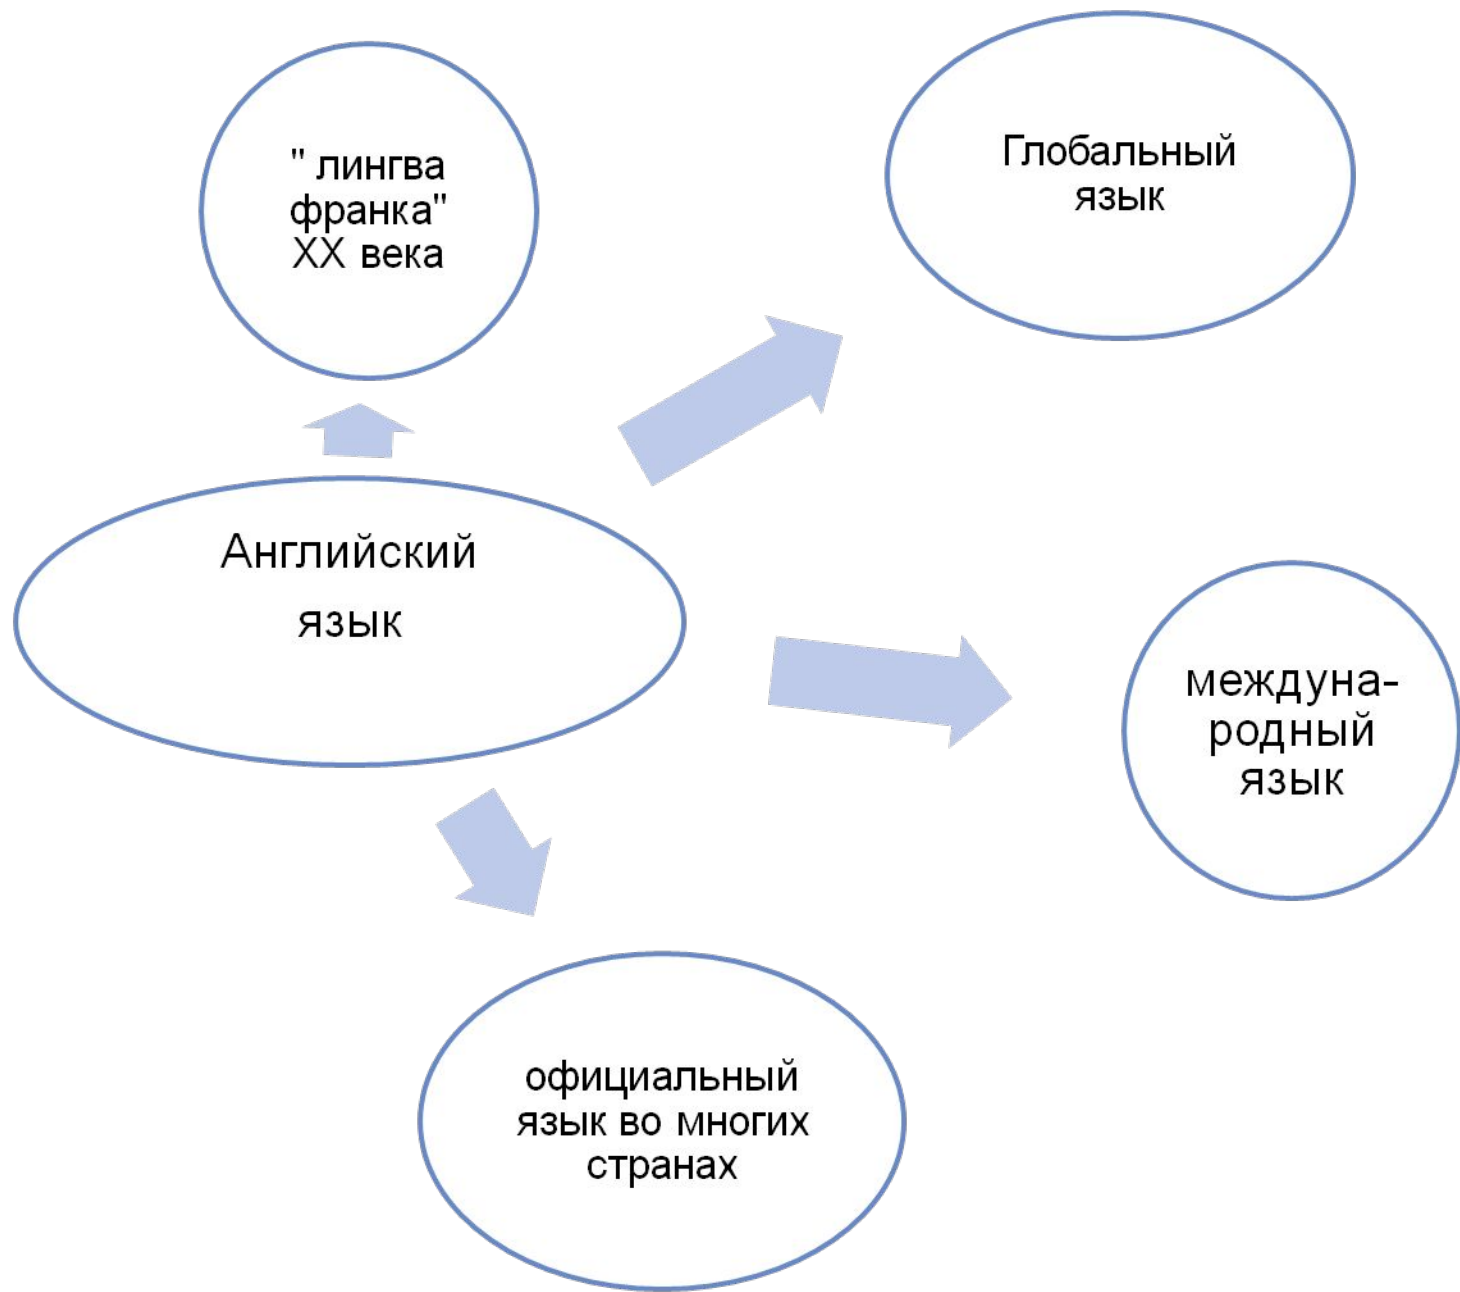 " лингва
франка"
XX века
Глобальный
язык
Английский
язык
междуна-
родный
язык
официальный
язык во многих
странах